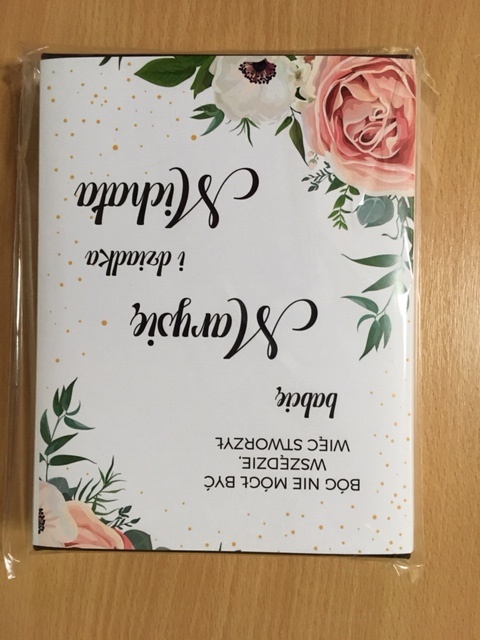 BÓG NIE MÓGŁ BYĆ
WSZĘDZIE,
WIĘC STWORZYŁ
babcię
Marysię
i dziadka
Michała